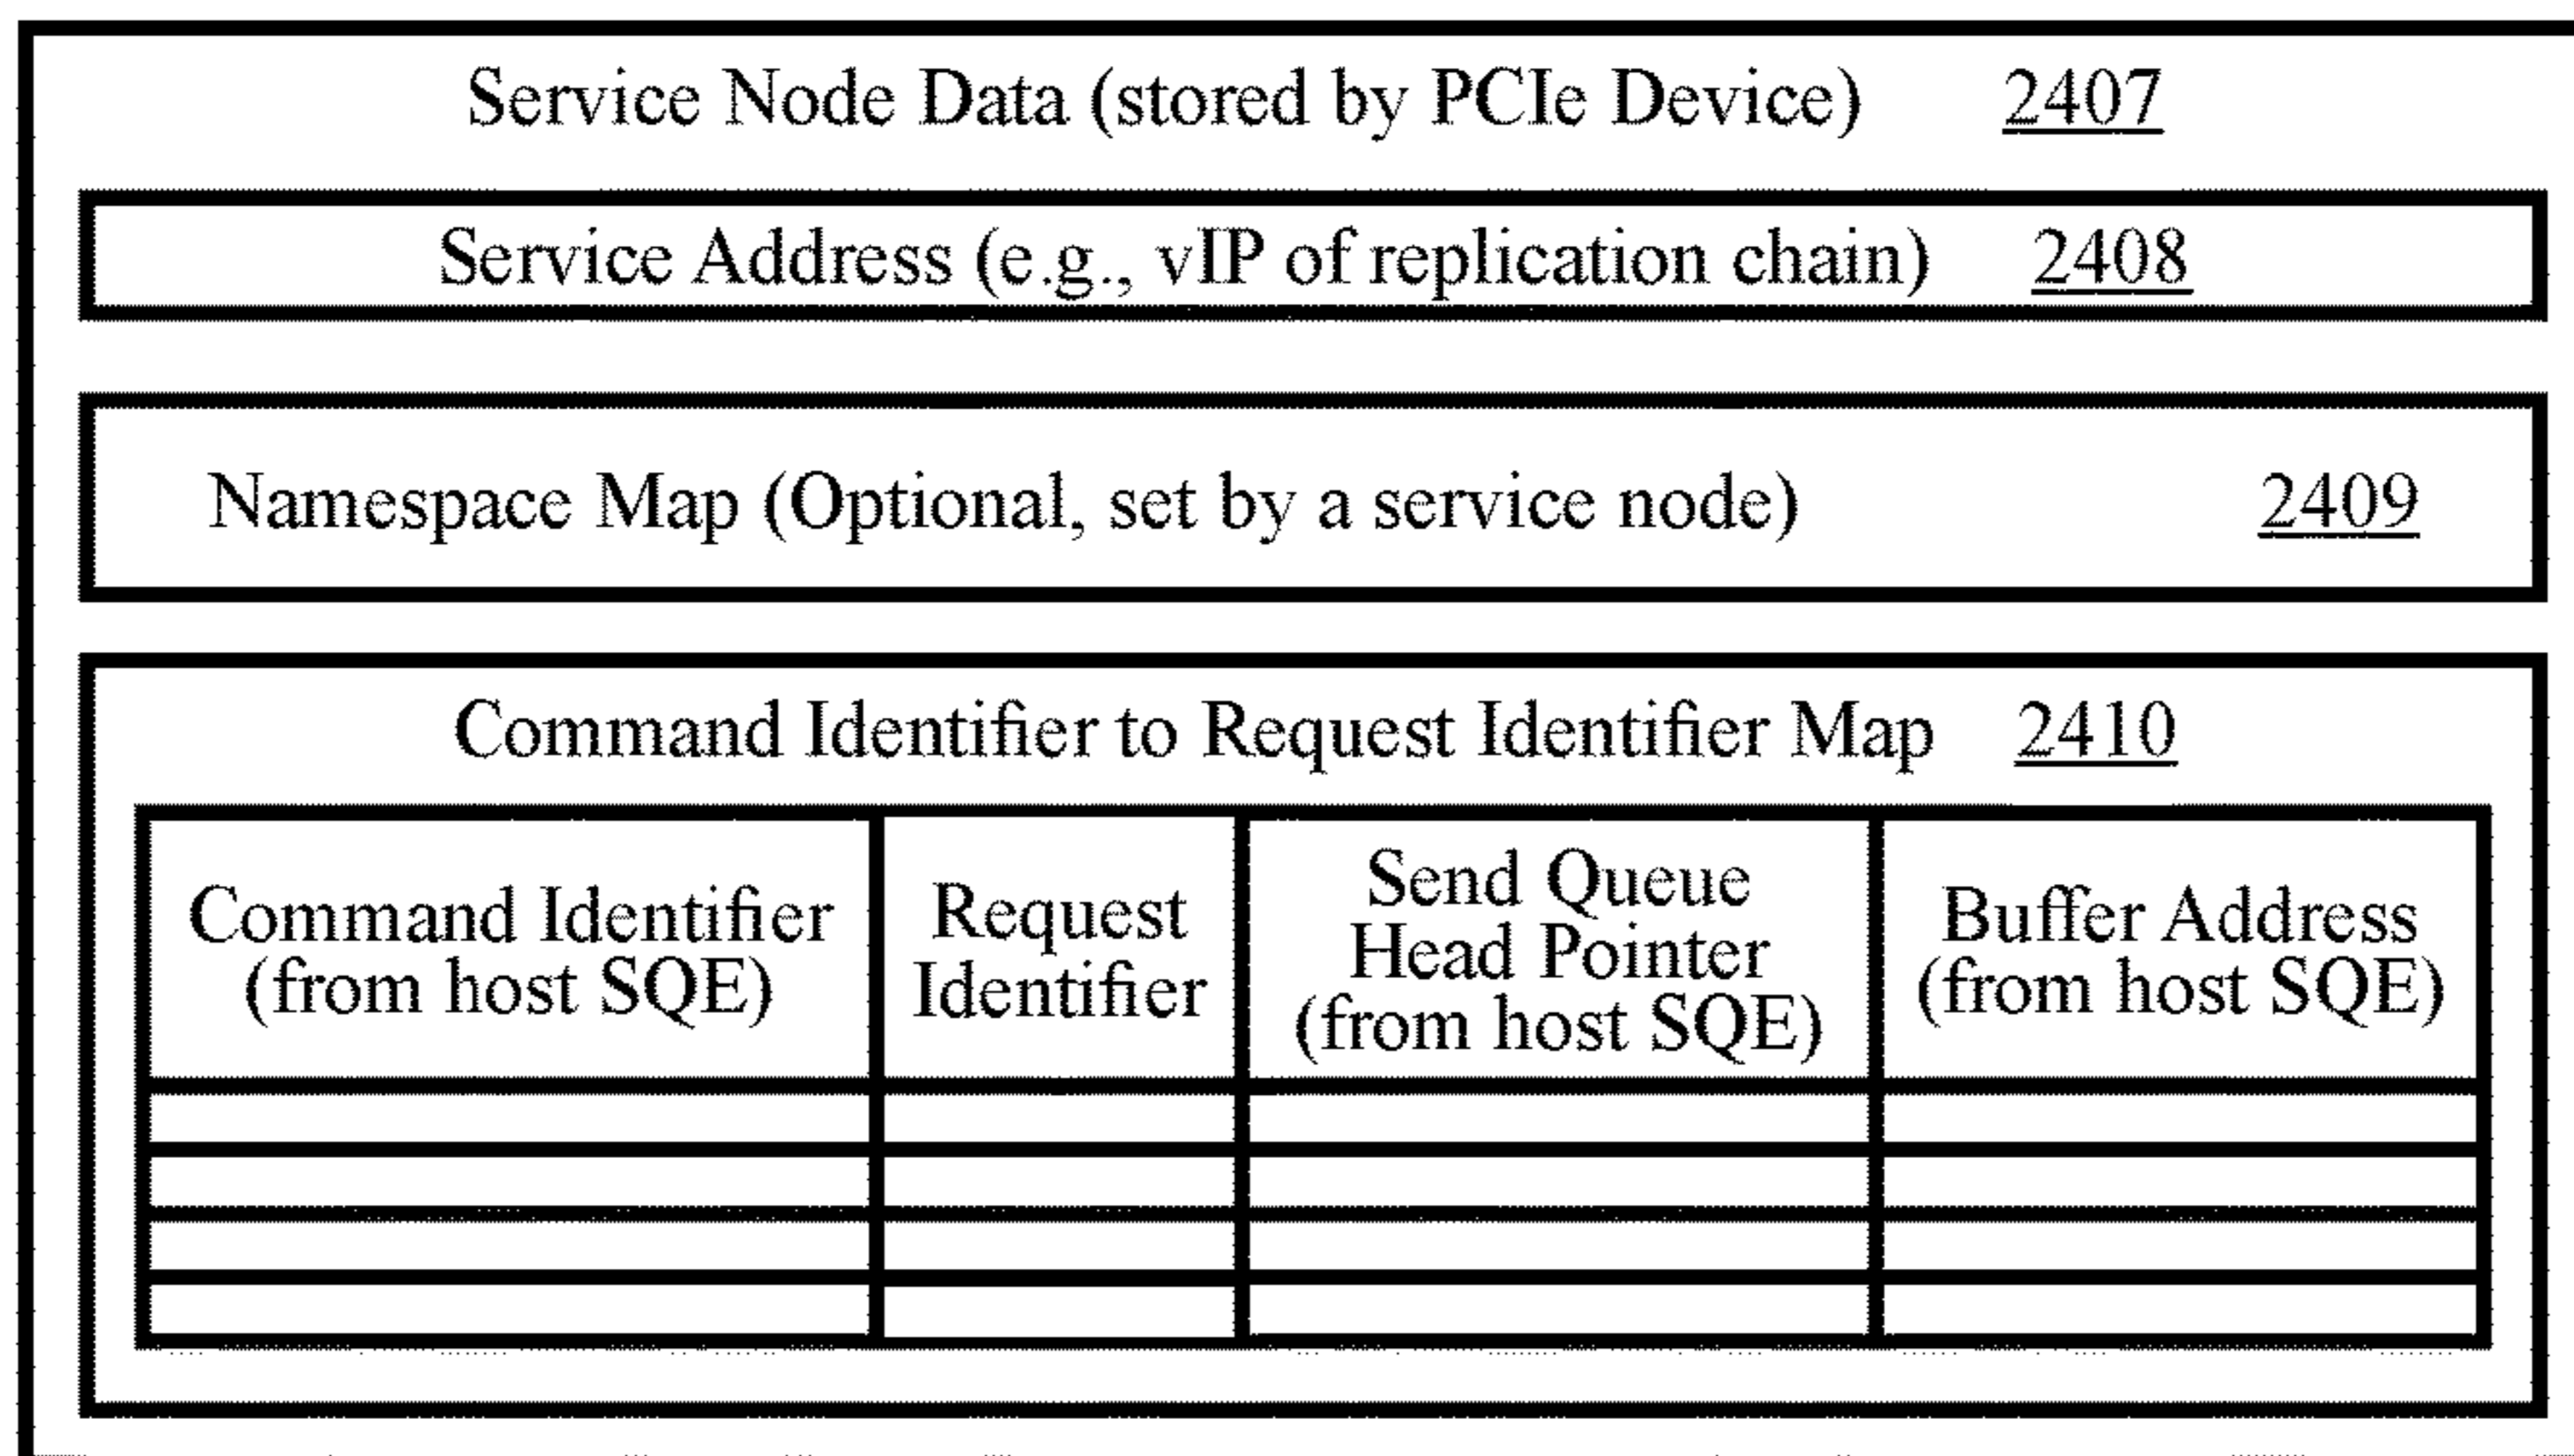 Service Node Data (stored by PCIe Device) 2407
Service Address (e.g., vIP of replication chain) 2408
Namespace Map (Optional, set by a service node) 2409
Command Identifier to Request Identifier Map 2410
Command Identifier
(from host SQE)
Request
Identifier
Send Queue
Head Pointer
(from host SQE)
Buffer Address
(from host SQE)